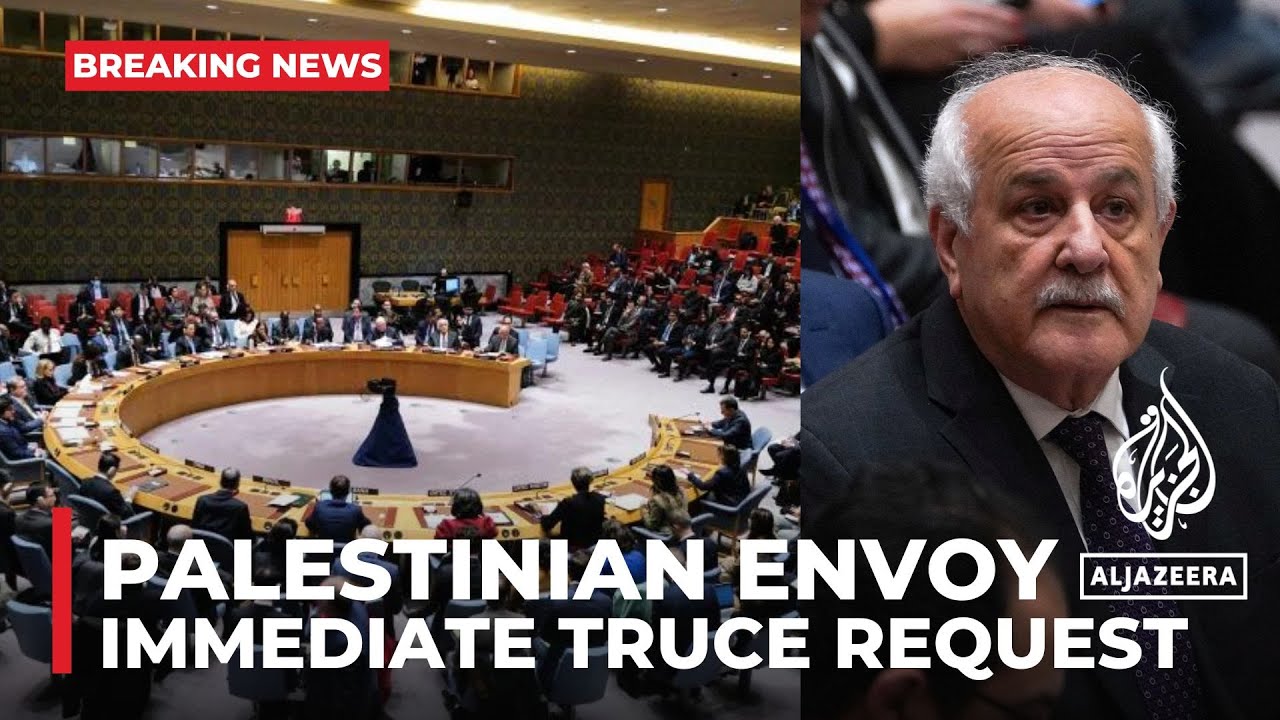 BREAKING NEWS
PALESTINIAN ENVOY
IMMEDIATE TRUCE REQUEST
الجزيرة
ALJAZEERA